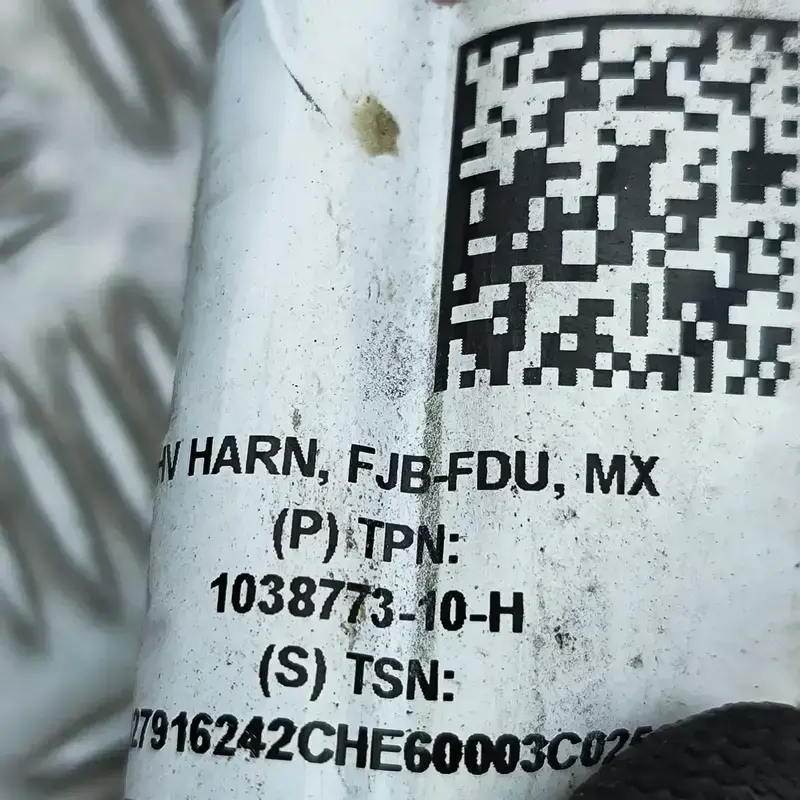 HV HARN, FJB-FDU, MX
(P) TPN:
1038773-10-H
(S) TSN: